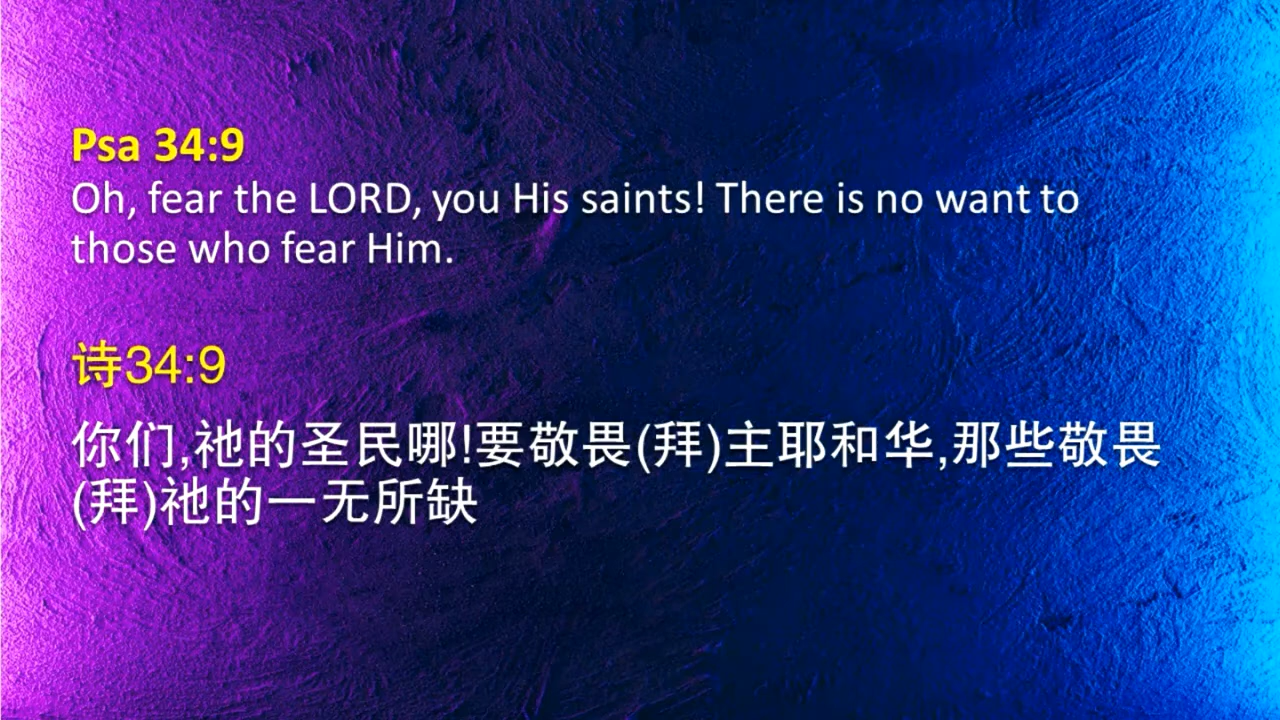 Psa 34:9
Oh, fear the LORD, you His saints! There is no want to
those who fear Him.
诗34:9
你们,祂的圣民哪!要敬畏(拜)主耶和华,那些敬畏
(拜)祂的一无所缺